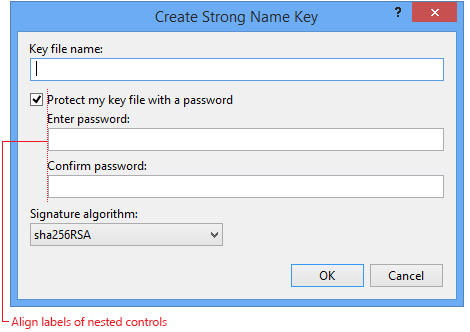 Create Strong Name Key
?
Key file name:
Protect my key file with a password
Enter password:
Confirm password:
Signature algorithm:
sha256RSA
OK Cancel
Align labels of nested controls